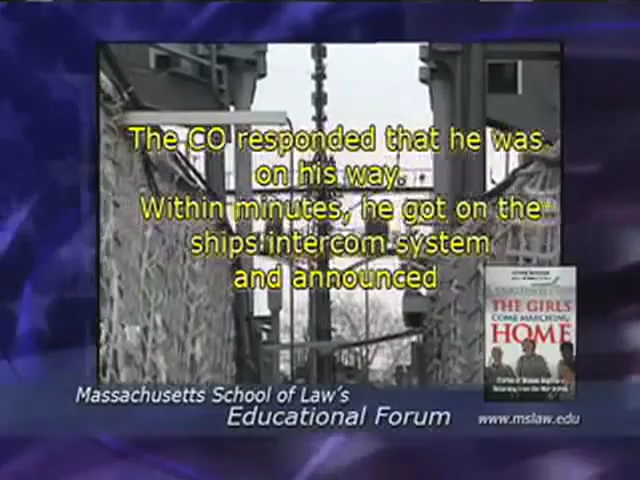 The CO responded that he was
on his way.
Within minutes, he got on the
ships intercom system
and announced
THE GIRLS
COME MARCHING
HOME
Massachusetts School of Law's
Educational Forum
www.mslaw.edu